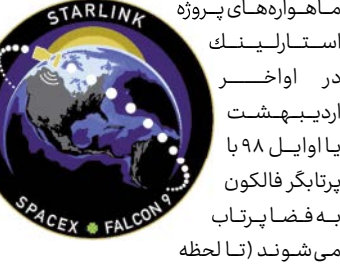 STARLINK
SPACEX FALCON 9
ماهواره‌های پروژه
استارلینک
در اواخر
اردیبهشت
یا اوایل ۹۸ با
پرتابگر فالکون
به فضا پرتاب
می‌شوند (تا لحظه